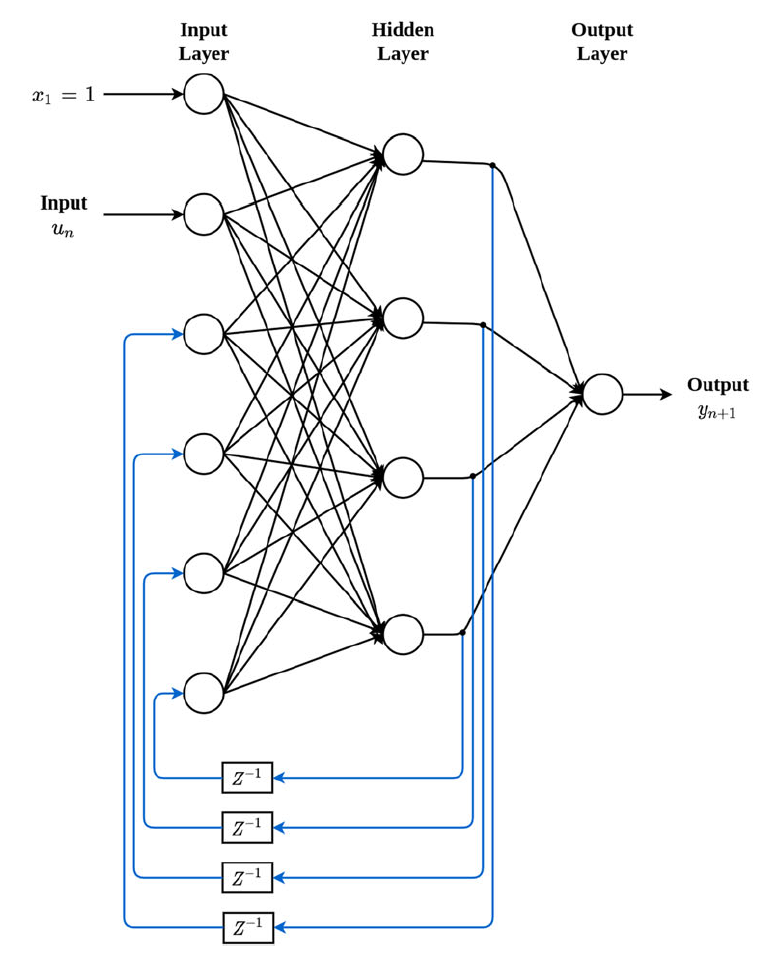 Input
Layer
Hidden
Layer
Output
Layer
x₁ = 1
Input
uₙ
Output
yₙ₊₁
Z⁻¹
Z⁻¹
Z⁻¹
Z⁻¹